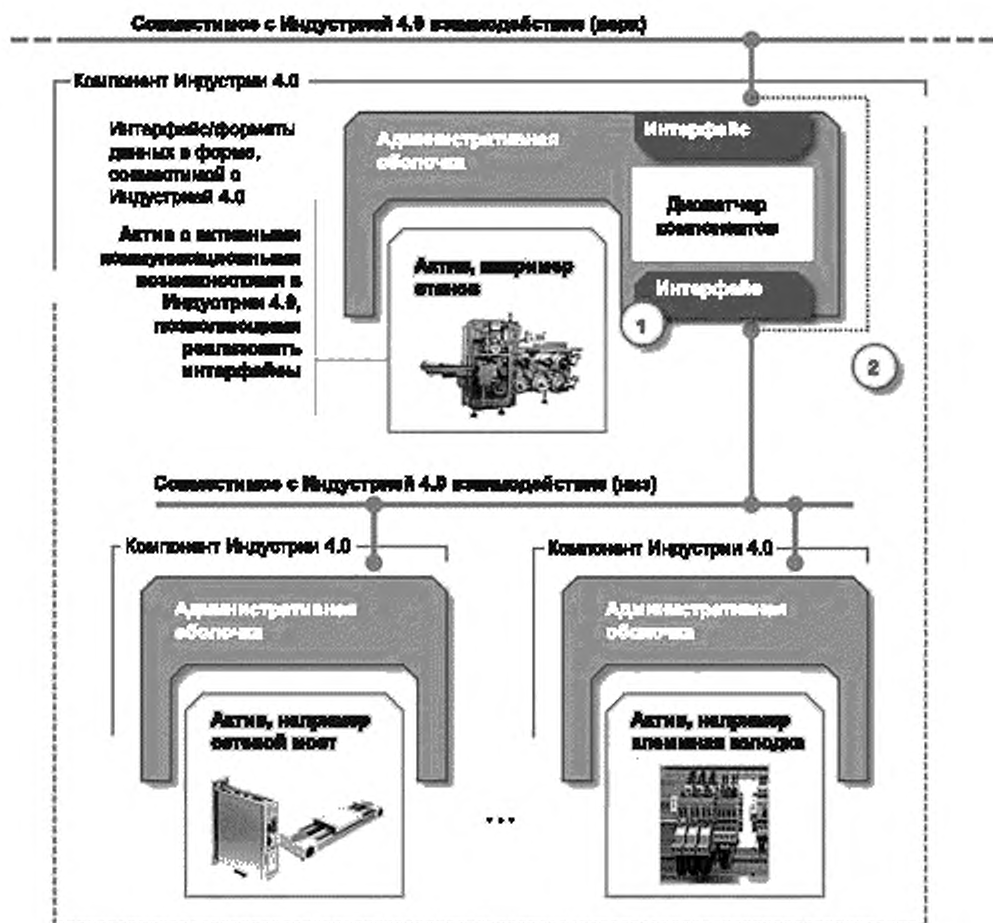 Совместимое с Индустрией 4.0 взаимодействие (верх)
Компонент Индустрии 4.0
Интерфейс/форматы
данных в форме,
совместимой с
Индустрией 4.0
Актив с активными
коммуникационными
возможностями в
Индустрии 4.0,
позволяющими
реализовать
интерфейсы
Административная
оболочка
Интерфейс
Диспетчер
компонентов
Интерфейс
Актив, например
станок
1
2
Совместимое с Индустрией 4.0 взаимодействие (низ)
Компонент Индустрии 4.0
Административная
оболочка
Актив, например
сетевой мост
...
Компонент Индустрии 4.0
Административная
оболочка
Актив, например
клеммная колодка